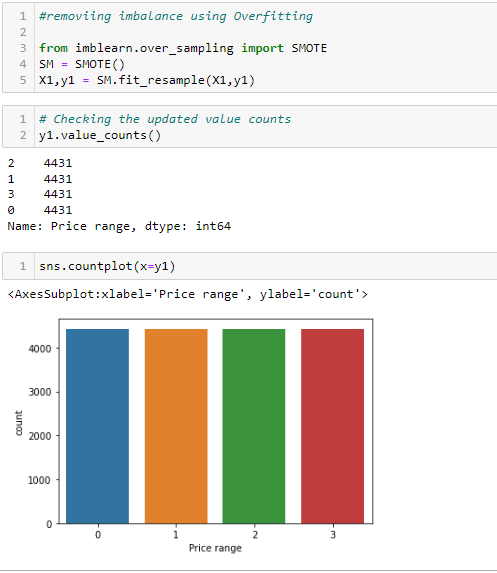 1 #removiing imbalance using Overfitting
2
3 from imblearn.over_sampling import SMOTE
4 SM = SMOTE()
5 X1,y1 = SM.fit_resample(X1,y1)
1 # Checking the updated value counts
2 y1.value_counts()
2 4431
1 4431
3 4431
0 4431
Name: Price range, dtype: int64
1 sns.countplot(x=y1)
<AxesSubplot:xlabel='Price range', ylabel='count'>
4000
3000
2000
1000
0
count
0 1 2 3
Price range